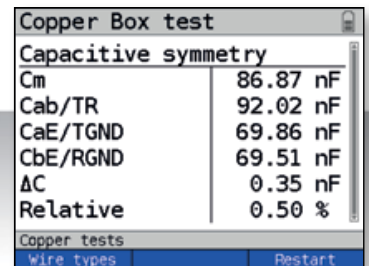 Copper Box test
Capacitive symmetry
Cm 86.87 nF
Cab/TR 92.02 nF
CaE/TGND 69.86 nF
CbE/RGND 69.51 nF
ΔC 0.35 nF
Relative 0.50 %
Copper tests
Wire types Restart